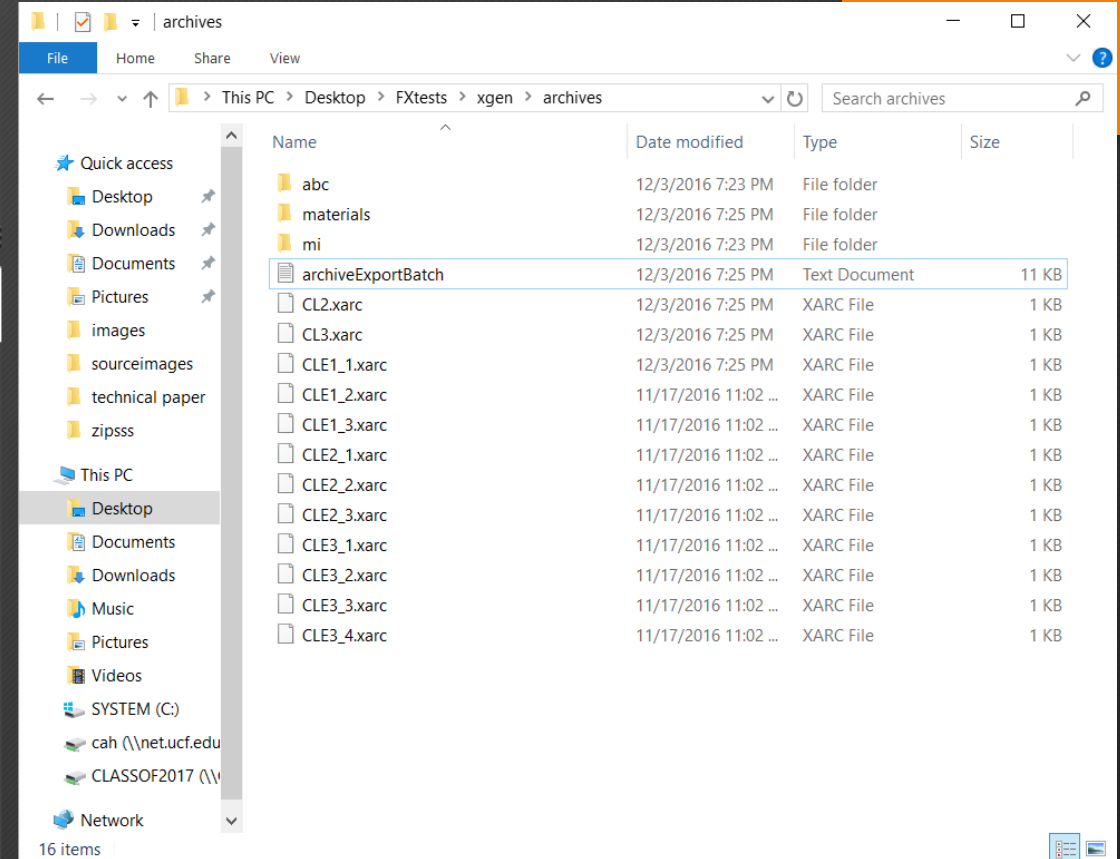 archives
File Home Share View
This PC > Desktop > FXtests > xgen > archives Search archives
Quick access
Desktop
Downloads
Documents
Pictures
images
sourceimages
technical paper
zipsss
This PC
Desktop
Documents
Downloads
Music
Pictures
Videos
SYSTEM (C:)
cah (\\net.ucf.edu
CLASSOF2017 (\\
Network
Name Date modified Type Size
abc 12/3/2016 7:23 PM File folder
materials 12/3/2016 7:25 PM File folder
mi 12/3/2016 7:23 PM File folder
archiveExportBatch 12/3/2016 7:25 PM Text Document 11 KB
CL2.xarc 12/3/2016 7:25 PM XARC File 1 KB
CL3.xarc 12/3/2016 7:25 PM XARC File 1 KB
CLE1_1.xarc 12/3/2016 7:25 PM XARC File 1 KB
CLE1_2.xarc 11/17/2016 11:02 ... XARC File 1 KB
CLE1_3.xarc 11/17/2016 11:02 ... XARC File 1 KB
CLE2_1.xarc 11/17/2016 11:02 ... XARC File 1 KB
CLE2_2.xarc 11/17/2016 11:02 ... XARC File 1 KB
CLE2_3.xarc 11/17/2016 11:02 ... XARC File 1 KB
CLE3_1.xarc 11/17/2016 11:02 ... XARC File 1 KB
CLE3_2.xarc 11/17/2016 11:02 ... XARC File 1 KB
CLE3_3.xarc 11/17/2016 11:02 ... XARC File 1 KB
CLE3_4.xarc 11/17/2016 11:02 ... XARC File 1 KB
16 items